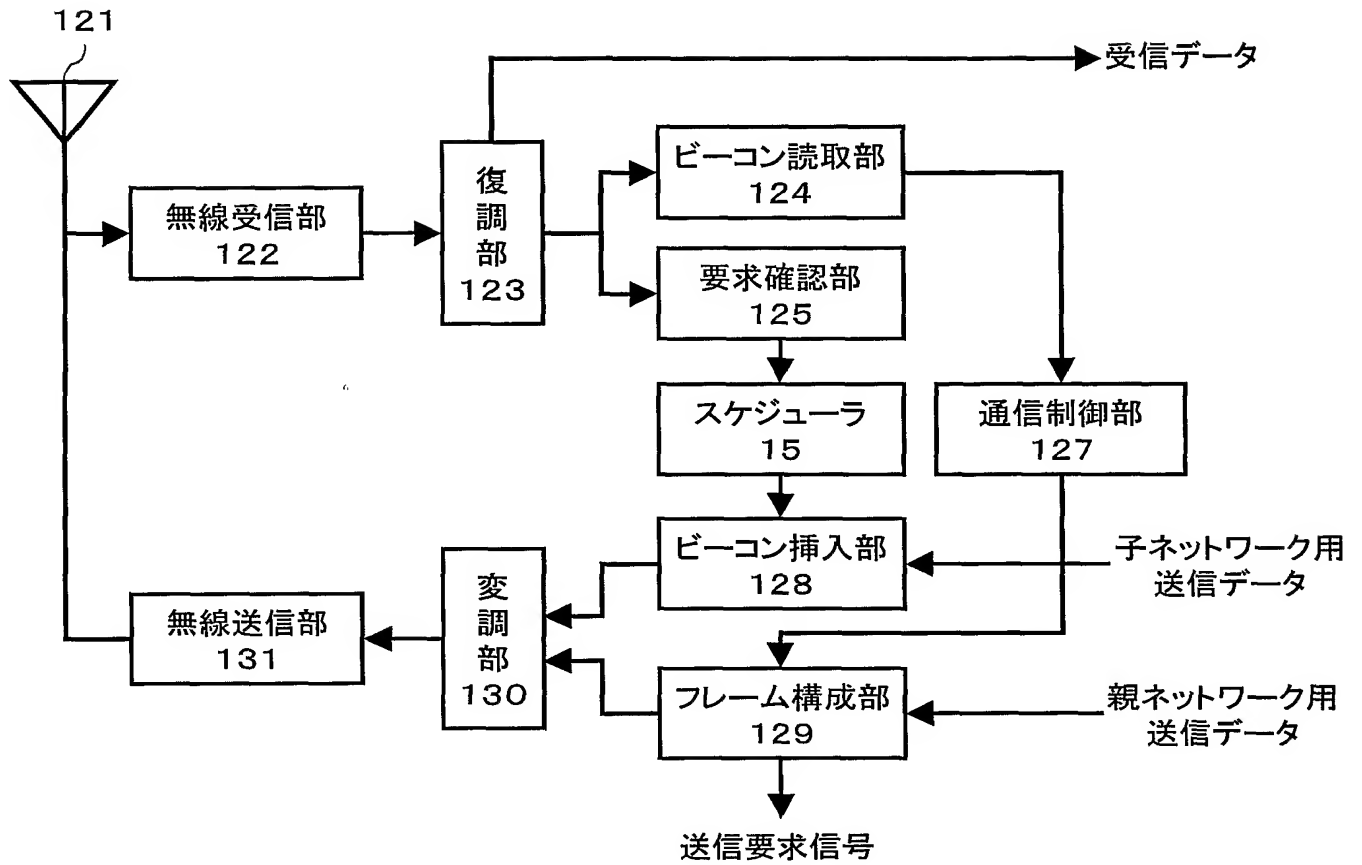 121
受信データ
ビーコン読取部
124
復
調
部
123
無線受信部
122
要求確認部
125
スケジューラ
15
通信制御部
127
ビーコン挿入部
128
子ネットワーク用
送信データ
変
調
部
130
無線送信部
131
フレーム構成部
129
親ネットワーク用
送信データ
送信要求信号